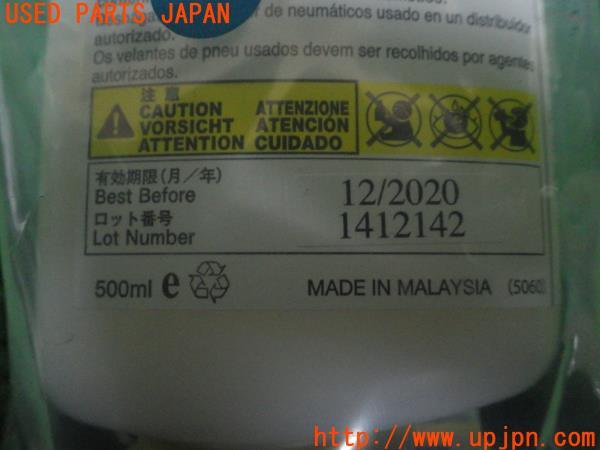 USED PARTS JAPAN
de neumáticos usado en un distribuidor
autorizado.
Os velantes de pneu usados devem ser recolhidos por agentes
autorizados.
注意
CAUTION ATTENZIONE
VORSICHT ATENCIÓN
ATTENTION CUIDADO
有効期限(月/年)
Best Before
12/2020
ロット番号
Lot Number
1412142
500ml e
MADE IN MALAYSIA (5060)
http://www.upjpn.com